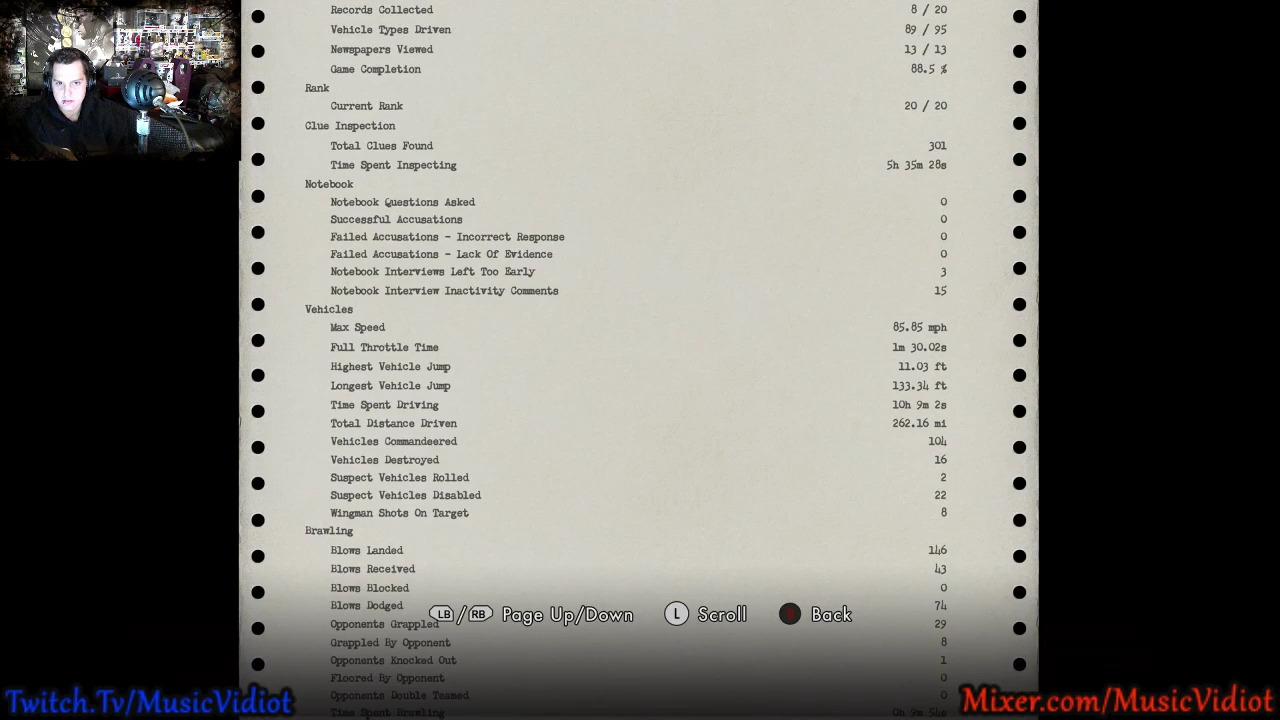 Records Collected 8 / 20
Vehicle Types Driven 89 / 95
Newspapers Viewed 13 / 13
Game Completion 88.5 %
Rank
Current Rank 20 / 20
Clue Inspection
Total Clues Found 301
Time Spent Inspecting 5h 35m 28s
Notebook
Notebook Questions Asked 0
Successful Accusations 0
Failed Accusations - Incorrect Response 0
Failed Accusations - Lack Of Evidence 0
Notebook Interviews Left Too Early 3
Notebook Interview Inactivity Comments 15
Vehicles
Max Speed 85.85 mph
Full Throttle Time 1m 30.02s
Highest Vehicle Jump 11.03 ft
Longest Vehicle Jump 133.34 ft
Time Spent Driving 10h 9m 2s
Total Distance Driven 262.16 mi
Vehicles Commandeered 104
Vehicles Destroyed 16
Suspect Vehicles Rolled 2
Suspect Vehicles Disabled 22
Wingman Shots On Target 8
Brawling
Blows Landed 146
Blows Received 43
Blows Blocked 0
Blows Dodged 74
LB / RB Page Up/Down L Scroll B Back
Opponents Grappled 29
Grappled By Opponent 8
Opponents Knocked Out 1
Floored By Opponent 0
Opponents Double Teamed 0
Time Spent Brawling 0h 9m 54s
Twitch.Tv/MusicVidiot
Mixer.com/MusicVidiot